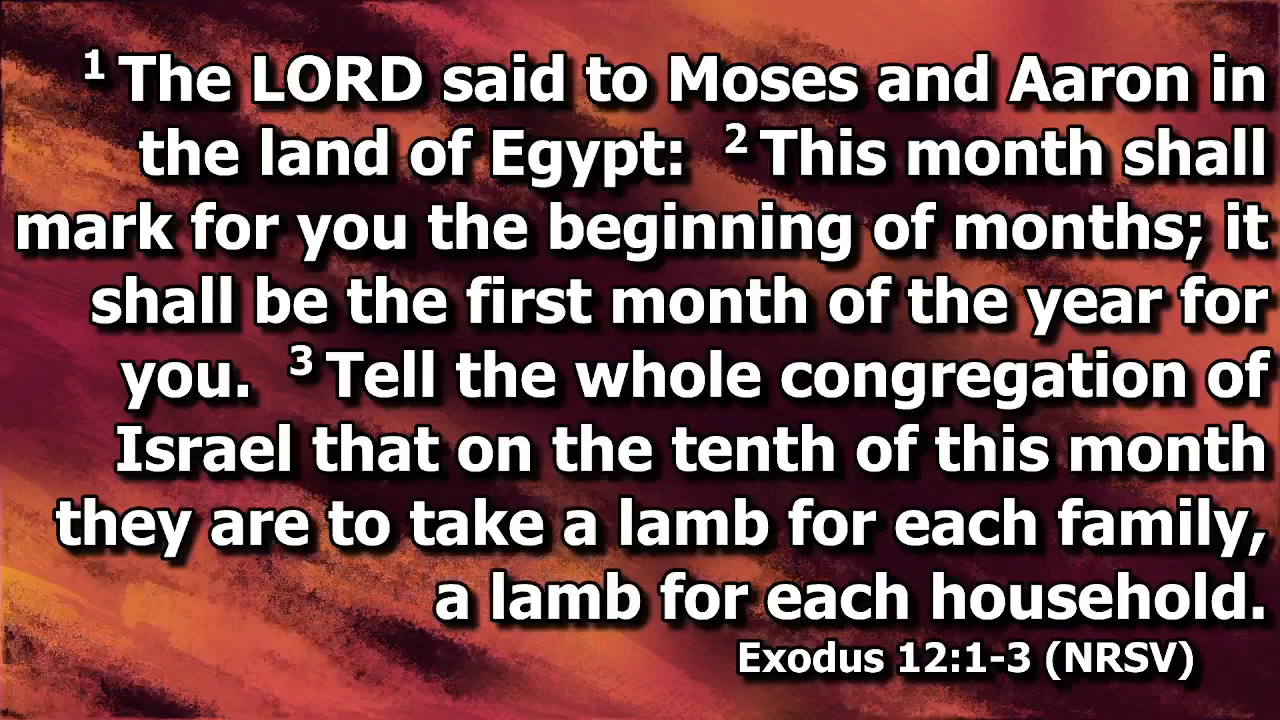 1 The LORD said to Moses and Aaron in
the land of Egypt: 2 This month shall
mark for you the beginning of months; it
shall be the first month of the year for
you. 3 Tell the whole congregation of
Israel that on the tenth of this month
they are to take a lamb for each family,
a lamb for each household.
Exodus 12:1-3 (NRSV)